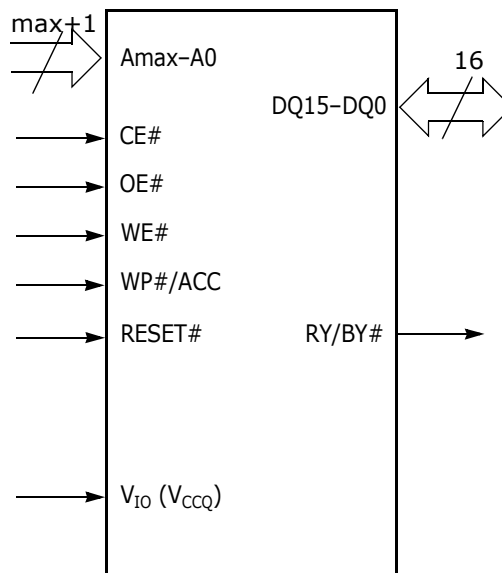 max+1
Amax–A0
16
DQ15–DQ0
CE#
OE#
WE#
WP#/ACC
RESET#
RY/BY#
VIO (VCCQ)